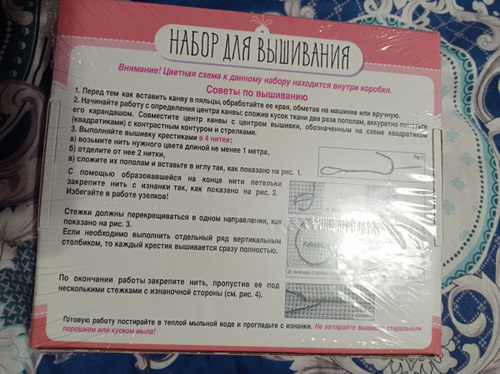 НАБОР ДЛЯ ВЫШИВАНИЯ
Внимание! Цветная схема к данному набору находится внутри коробки.
Советы по вышиванию
1. Перед тем как вставить канву в пяльцы, обработайте ее края, обметав на машинке или вручную.
2. Начинайте работу с определения центра канвы: сложив кусок ткани два раза пополам, аккуратно пометьте
его карандашом. Совместите центр канвы с центром вышивки, обозначенным на схеме квадратиком
(квадратиками) с контрастным контуром и стрелками.
3. Выполняйте вышивку крестиками в 4 нитки:
а) возьмите нить нужного цвета длиной не менее 1 метра,
б) отделите от нее 2 нитки,
в) сложите их пополам и вставьте в иглу так, как показано на рис. 1.
Рис.1
С помощью образовавшейся на конце нити петельки
закрепите нить с изнанки так, как показано на рис. 2.
Избегайте в работе узелков!
Стежки должны перекрещиваться в одном направлении, как
показано на рис. 3.
Если необходимо выполнить отдельный ряд вертикальным
столбиком, то каждый крестик вышивается сразу полностью.
а) нижние
По окончании работы закрепите нить, пропустив ее под
несколькими стежками с изнаночной стороны (см. рис. 4).
Готовую работу постирайте в теплой мыльной воде и прогладьте с изнанки. Не натирайте вышивку стиральным
порошком или куском мыла!